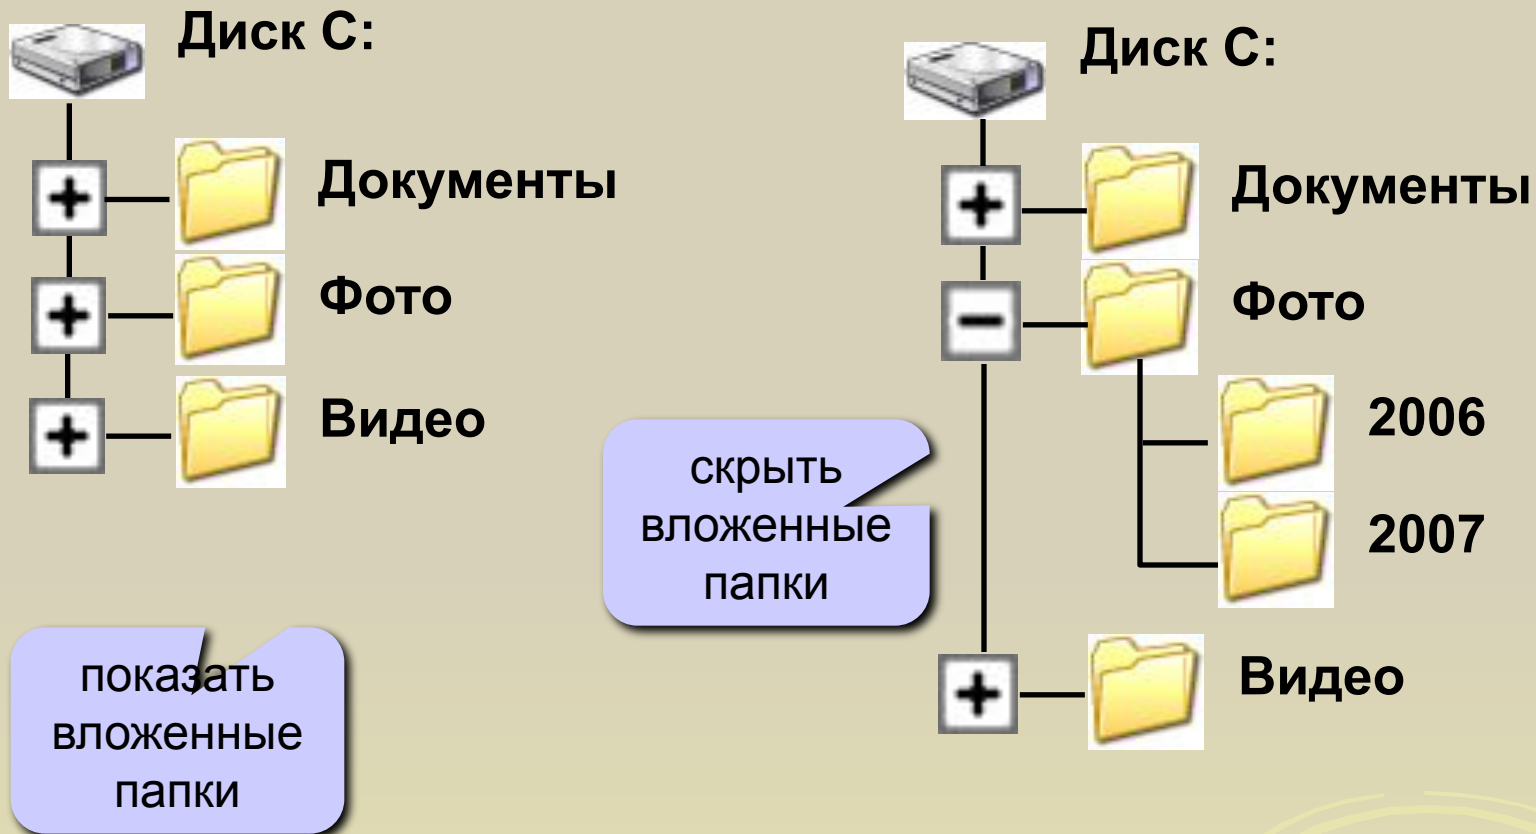 Диск C:
Документы
Фото
Видео
показать
вложенные
папки
Диск C:
Документы
Фото
2006
2007
Видео
скрыть
вложенные
папки